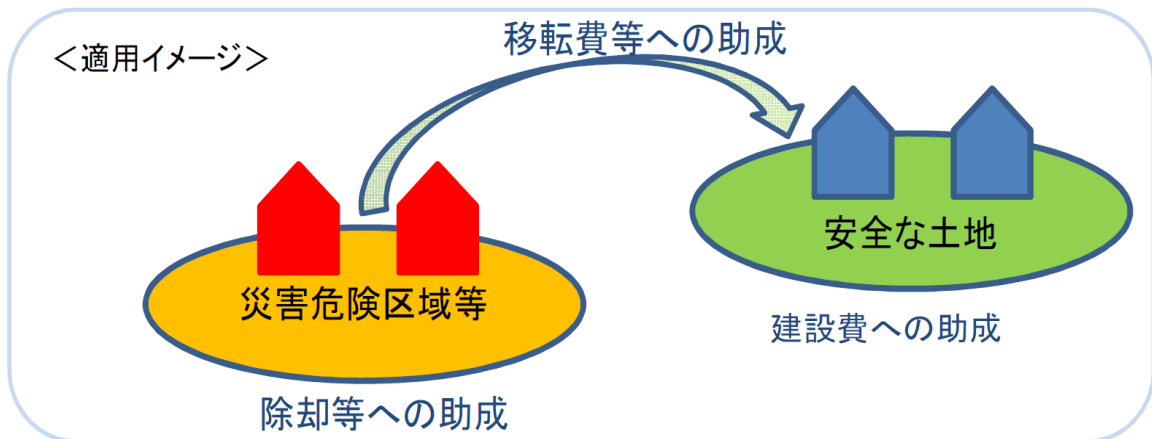 <適用イメージ>
移転費等への助成
安全な土地
災害危険区域等
建設費への助成
除却等への助成